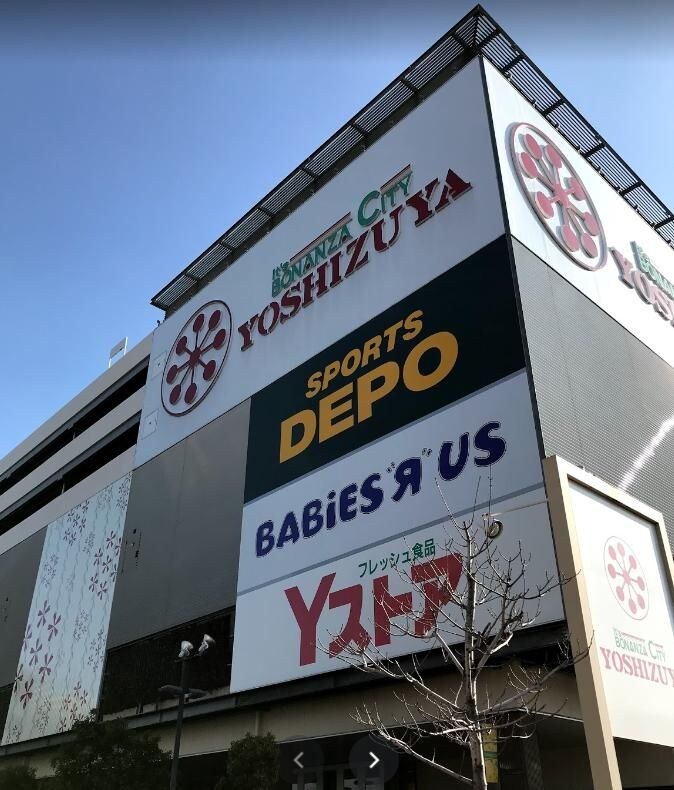 It's
BONANZA CITY
YOSHIZUYA
SPORTS
DEPO
BABiES "R" US
フレッシュ食品
Yストア
It's
BONANZA CITY
YOSHIZUYA